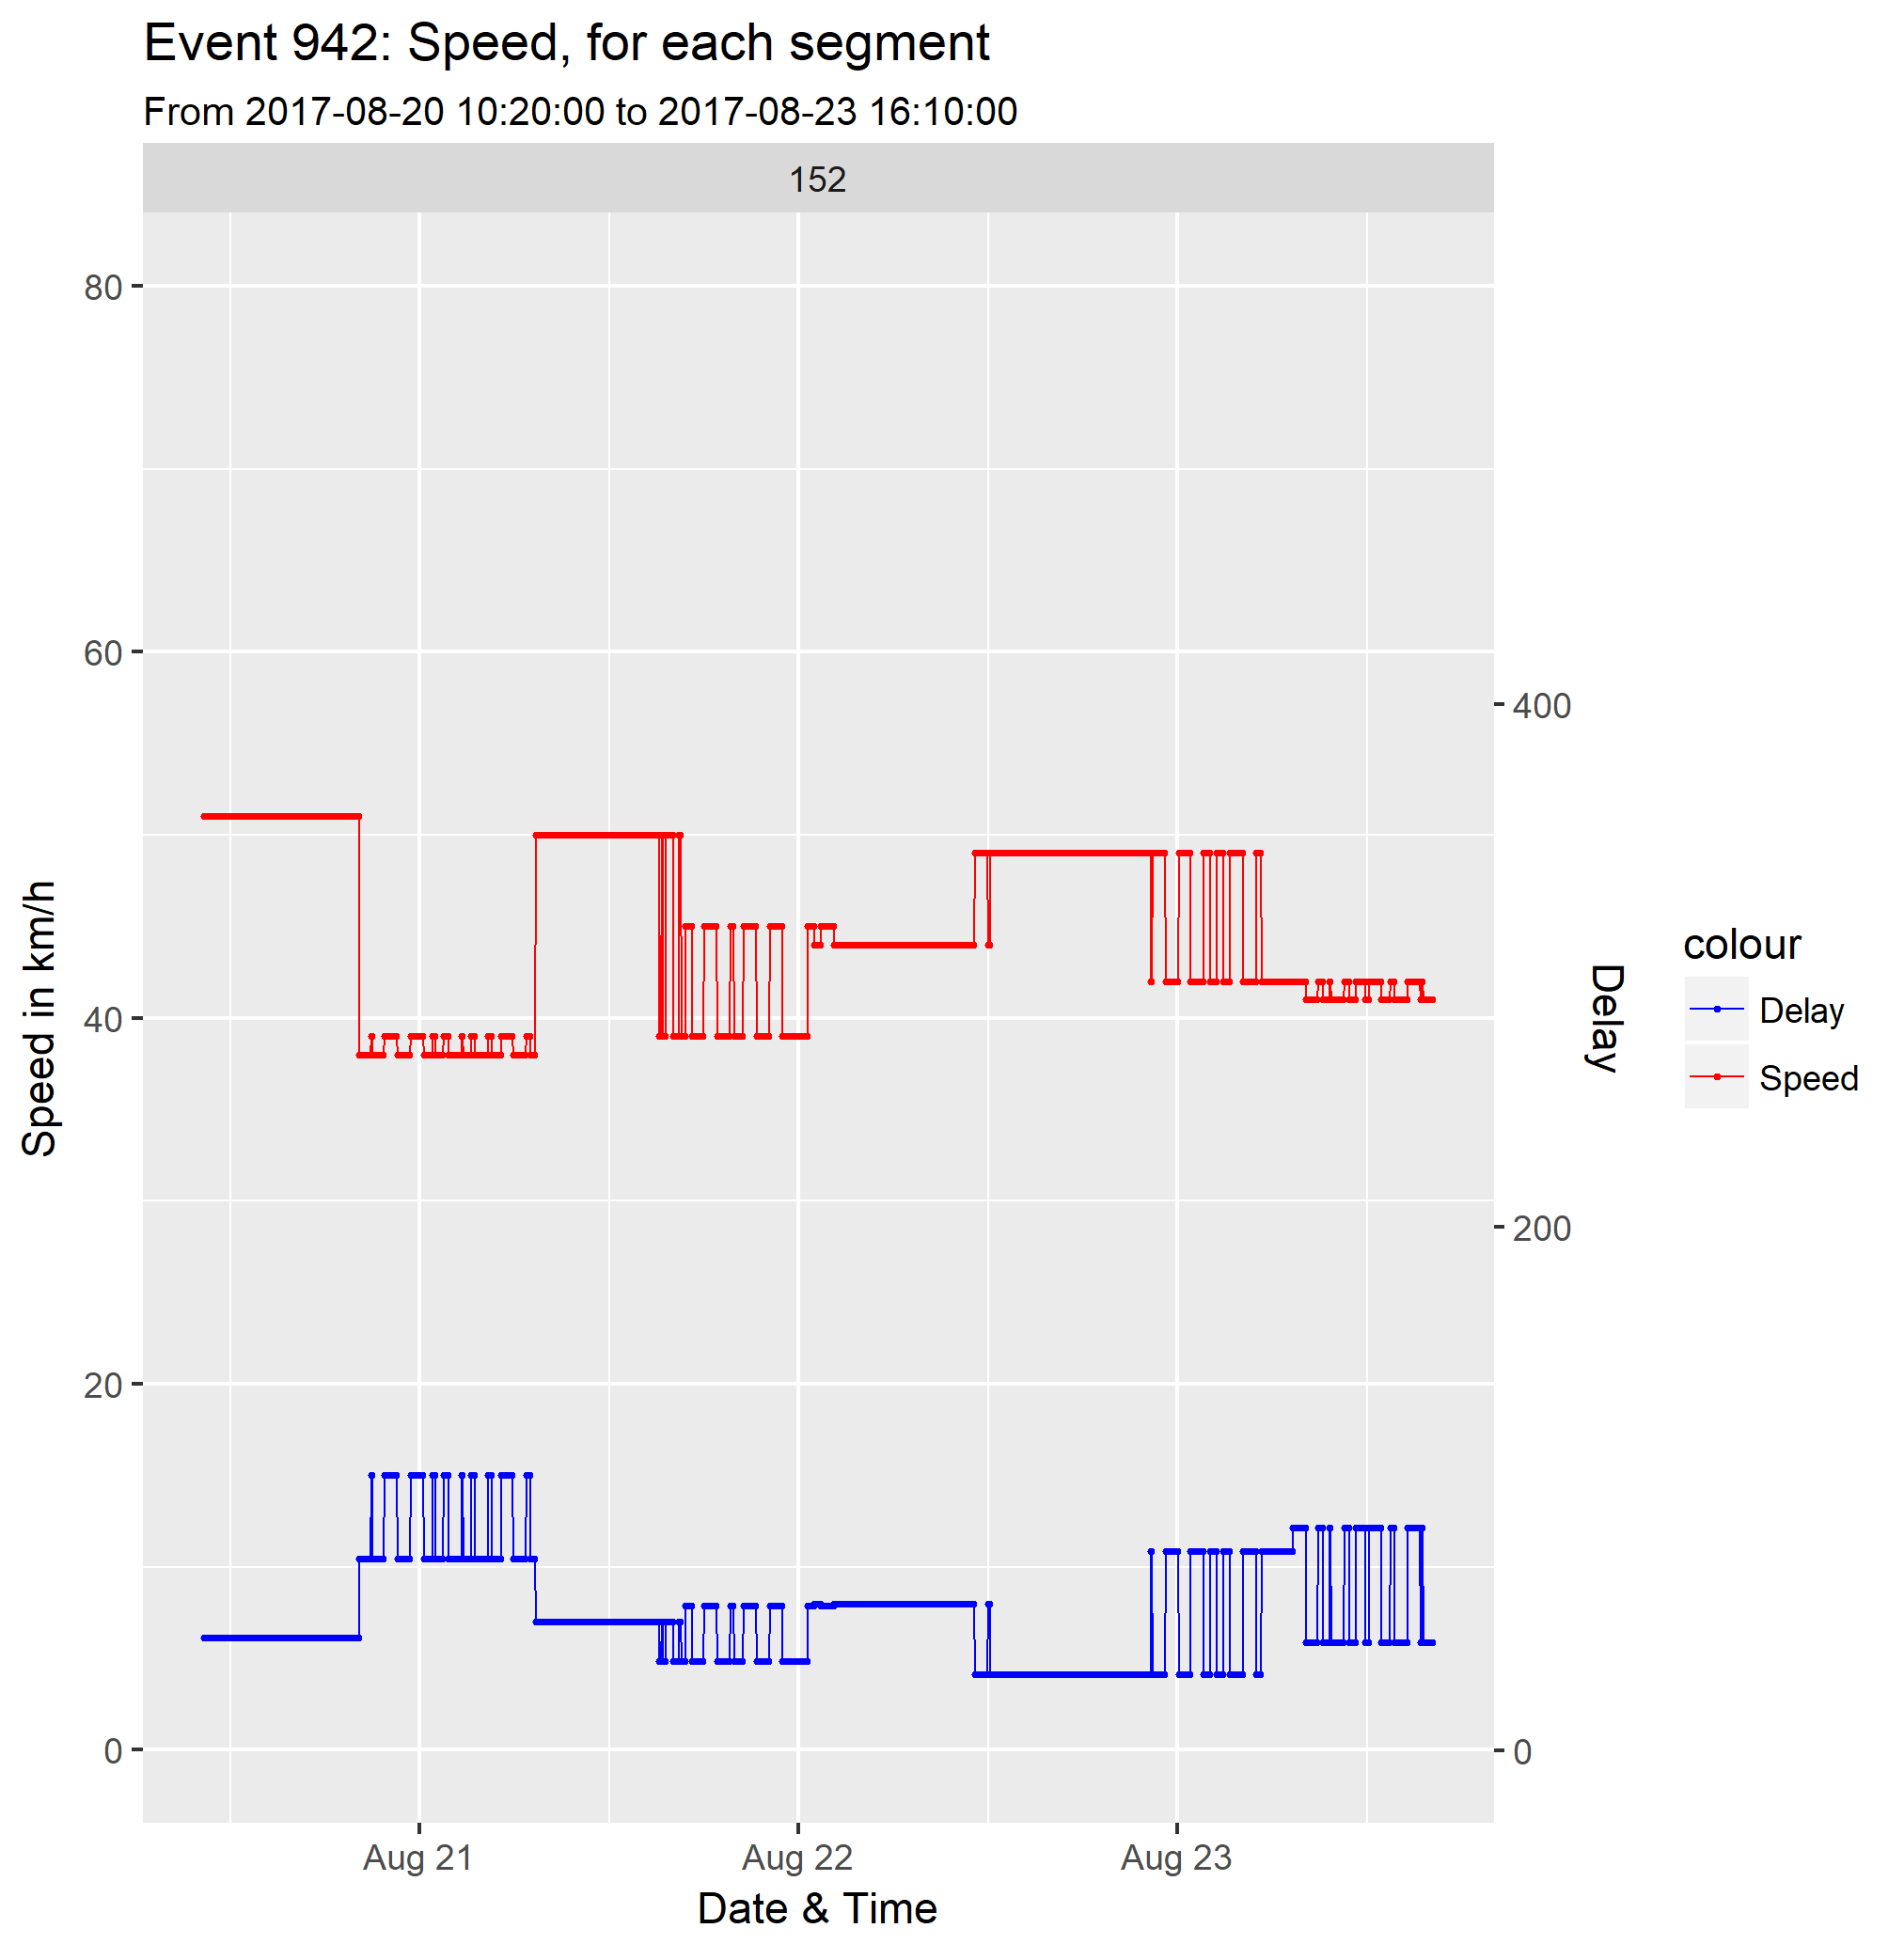 Event 942: Speed, for each segment
From 2017-08-20 10:20:00 to 2017-08-23 16:10:00
152
80
60
40
20
0
Speed in km/h
400
200
0
Delay
Aug 21
Aug 22
Aug 23
Date & Time
colour
Delay
Speed